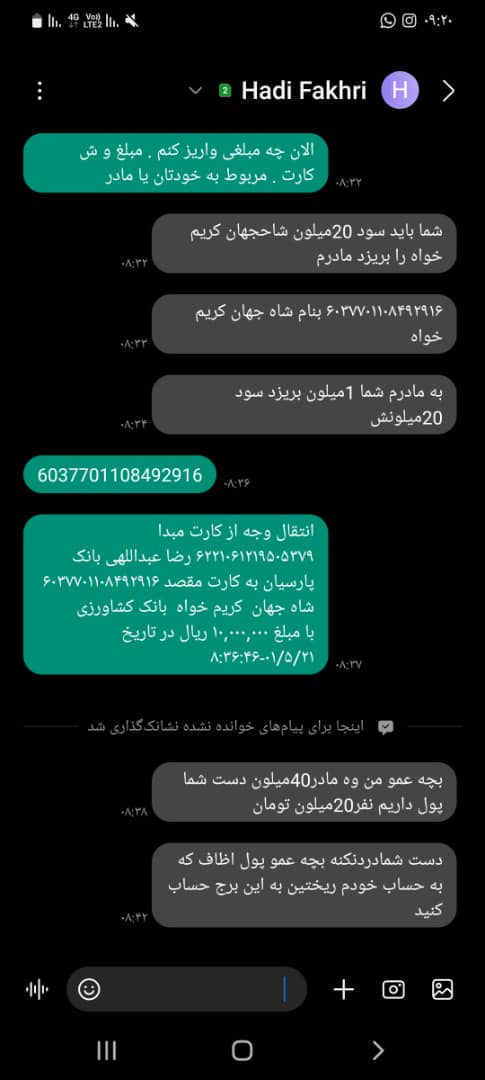 4G VoII LTE2 ۰۹:۲۰
Hadi Fakhri H 2
الان چه مبلغی واریز کنم . مبلغ و ش
کارت . مربوط به خودتان یا مادر
۰۸:۳۲
شما باید سود 20میلون شاحجهان کریم
خواه را بریزد مادرم
۰۸:۳۲
۶۰۳۷۷۰۱۱۰۸۴۹۲۹۱۶ بنام شاه جهان کریم
خواه
۰۸:۳۳
به مادرم شما 1میلون بریزد سود
20میلونش
۰۸:۳۴
6037701108492916
۰۸:۳۶
انتقال وجه از کارت مبدا
۶۲۲۱۰۶۱۲۱۹۵۰۵۳۷۹ رضا عبداللهی بانک
پارسیان به کارت مقصد ۶۰۳۷۷۰۱۱۰۸۴۹۲۹۱۶
شاه جهان کریم خواه بانک کشاورزی
با مبلغ ۱۰,۰۰۰,۰۰۰ ریال در تاریخ
۰۱/۵/۲۱-۸:۳۶:۴۶
۰۸:۳۷
اینجا برای پیام‌های خوانده نشده نشانک‌گذاری شد
بچه عمو من وه مادر40میلون دست شما
پول داریم نفر20میلون تومان
۰۸:۳۸
دست شمادردنکنه بچه عمو پول اظاف که
به حساب خودم ریختین به این برج حساب
کنید
۰۸:۴۲